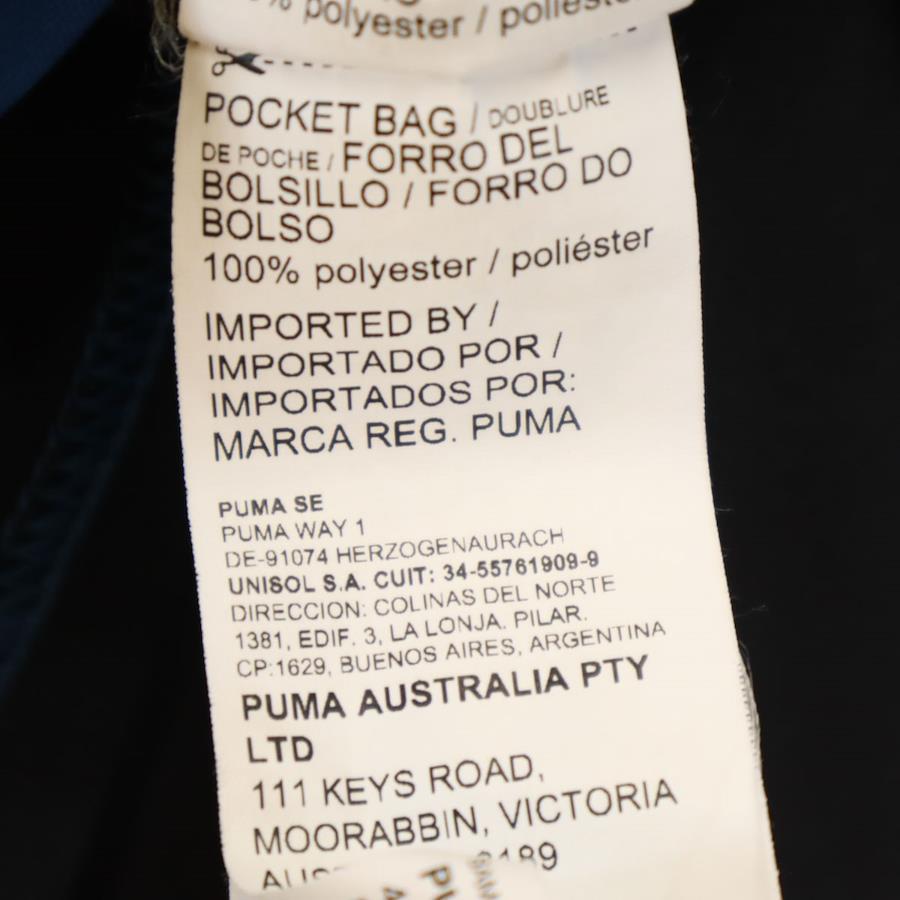 % polyester /
POCKET BAG / DOUBLURE
DE POCHE / FORRO DEL
BOLSILLO / FORRO DO
BOLSO
100% polyester / poliéster
IMPORTED BY /
IMPORTADO POR /
IMPORTADOS POR:
MARCA REG. PUMA
PUMA SE
PUMA WAY 1
DE-91074 HERZOGENAURACH
UNISOL S.A. CUIT: 34-55761909-9
DIRECCION: COLINAS DEL NORTE
1381, EDIF. 3, LA LONJA. PILAR.
CP:1629, BUENOS AIRES, ARGENTINA
PUMA AUSTRALIA PTY
LTD
111 KEYS ROAD,
MOORABBIN, VICTORIA